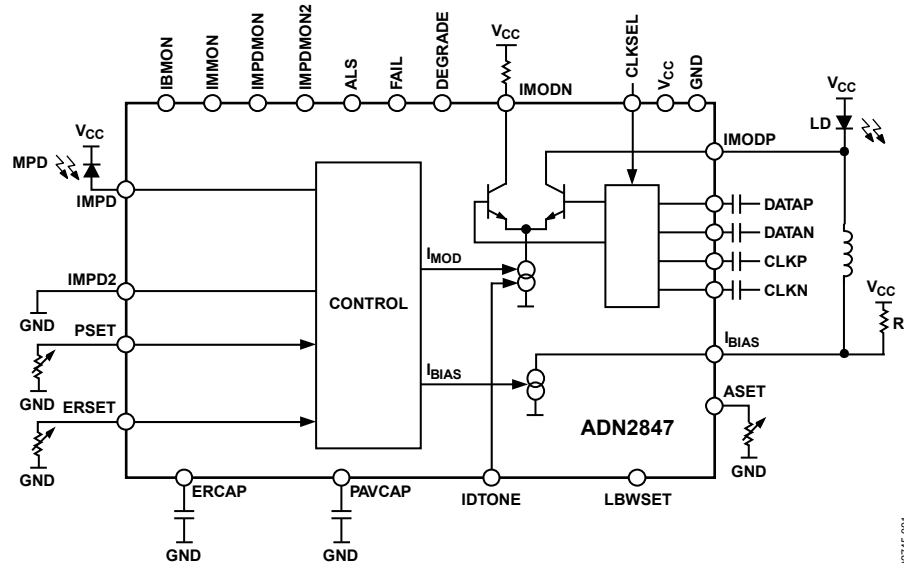 IBMON
IMMON
IMPDMON
IMPDMON2
ALS
FAIL
DEGRADE
VCC
IMODN
CLKSEL
VCC
GND
VCC
LD
IMODP
VCC
MPD
IMPD
DATAP
DATAN
CLKP
CLKN
IMOD
IMPD2
GND
CONTROL
VCC
R
PSET
GND
IBIAS
IBIAS
ERSET
GND
ASET
GND
ADN2847
ERCAP
GND
PAVCAP
GND
IDTONE
LBWSET